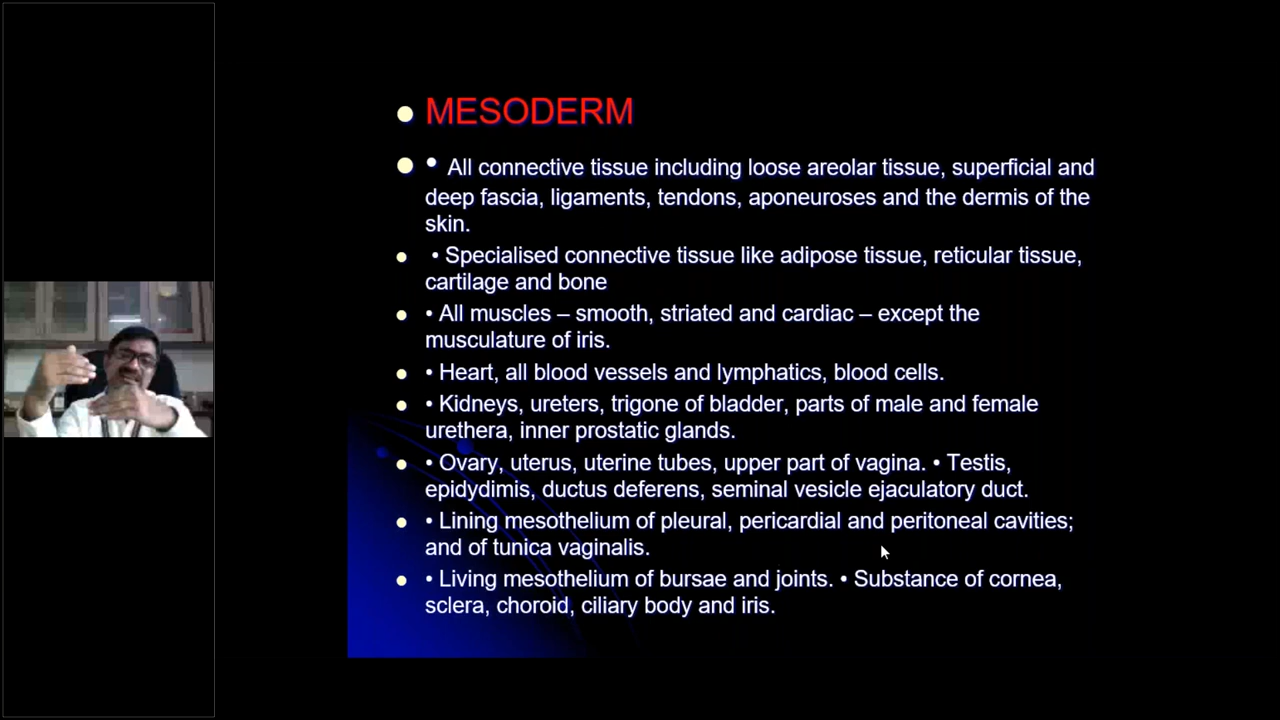 • MESODERM
• • All connective tissue including loose areolar tissue, superficial and
deep fascia, ligaments, tendons, aponeuroses and the dermis of the
skin.
• • Specialised connective tissue like adipose tissue, reticular tissue,
cartilage and bone
• • All muscles – smooth, striated and cardiac – except the
musculature of iris.
• • Heart, all blood vessels and lymphatics, blood cells.
• • Kidneys, ureters, trigone of bladder, parts of male and female
urethera, inner prostatic glands.
• • Ovary, uterus, uterine tubes, upper part of vagina. • Testis,
epidydimis, ductus deferens, seminal vesicle ejaculatory duct.
• • Lining mesothelium of pleural, pericardial and peritoneal cavities;
and of tunica vaginalis.
• • Living mesothelium of bursae and joints. • Substance of cornea,
sclera, choroid, ciliary body and iris.